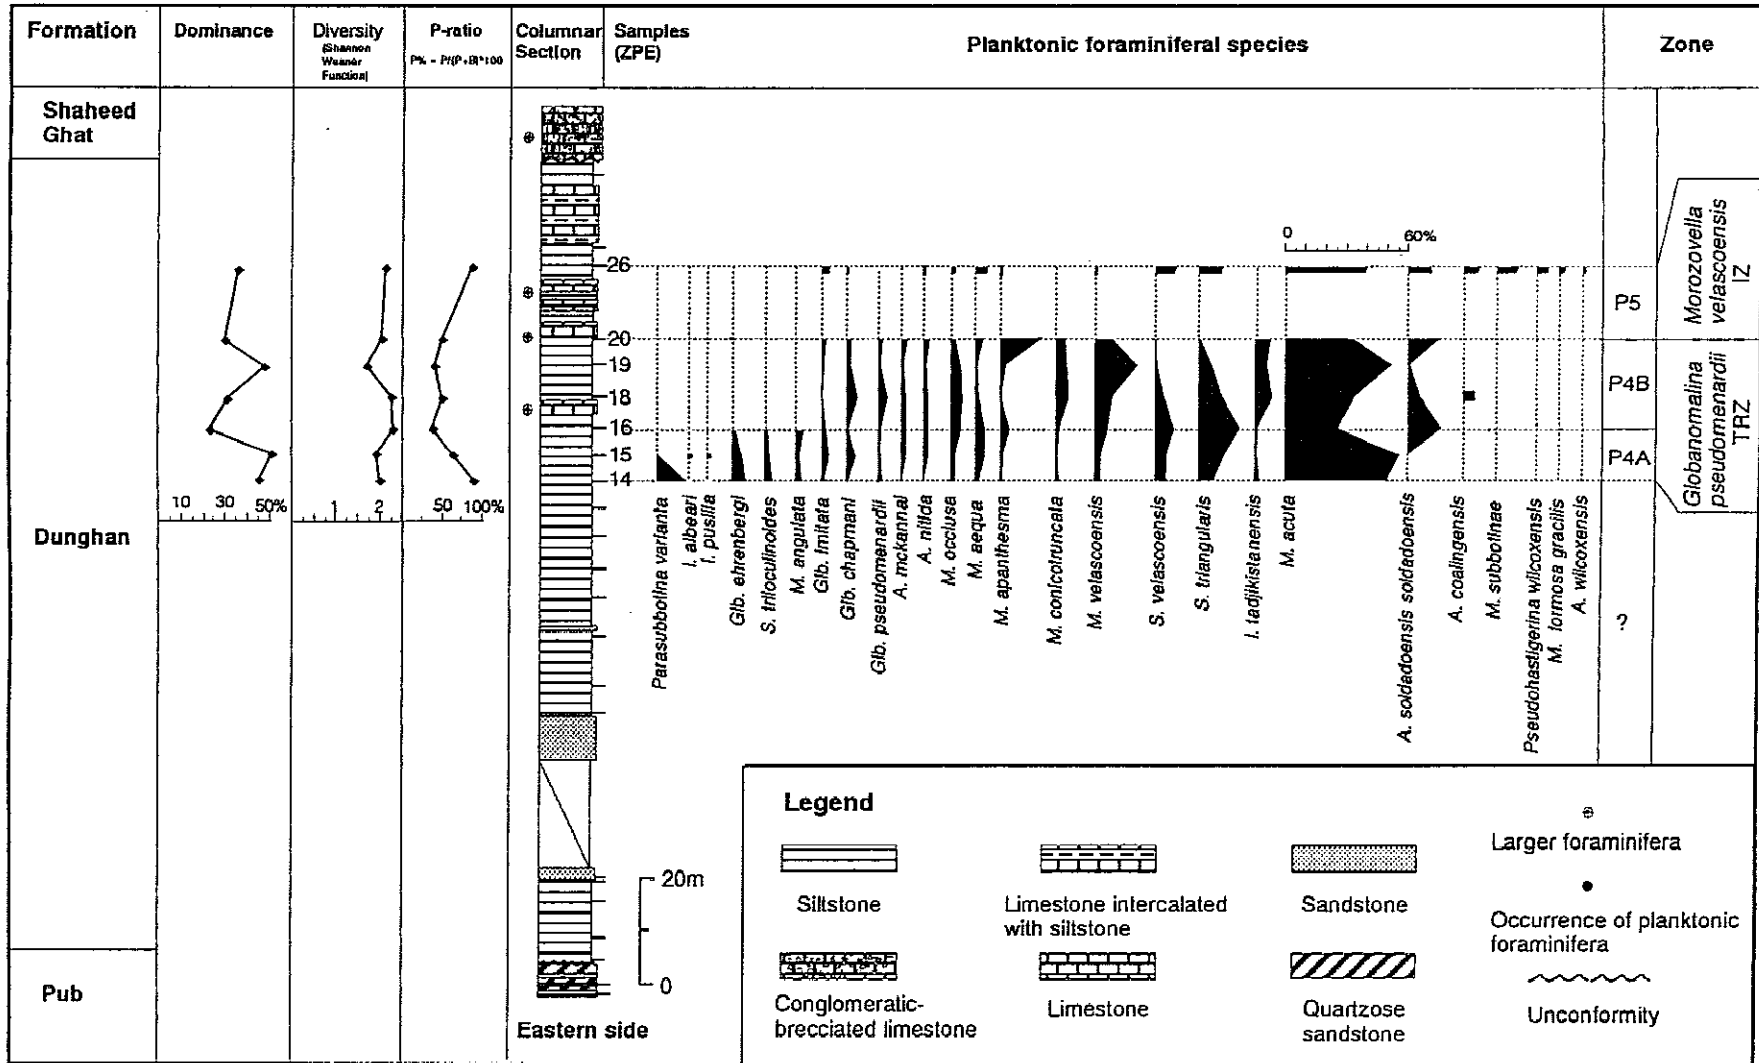 Formation
Dominance
Diversity
(Shannon
Weaner
Function)
P-ratio
P% = P/(P+B)*100
Columnar
Section
Samples
(ZPE)
Planktonic foraminiferal species
Zone
Shaheed
Ghat
Dunghan
Pub
10 30 50%
1 2
50 100%
0 60%
26
20
19
18
16
15
14
P5
P4B
P4A
?
Morozovella
velascoensis
IZ
Globanomalina
pseudomenardii
TRZ
Parasubbotina varianta
I. albeari
I. pusilla
Glb. ehrenbergi
S. triloculinoides
M. angulata
Glb. imitata
Glb. chapmani
Glb. pseudomenardii
A. mckannai
A. nitida
M. occlusa
M. aequa
M. apanthesma
M. conicotruncata
M. velascoensis
S. velascoensis
S. triangularis
I. tadjikistanensis
M. acuta
A. soldadoensis soldadoensis
A. coalingensis
M. subbotinae
Pseudohastigerina wilcoxensis
M. formosa gracilis
A. wilcoxensis
20m
0
Eastern side
Legend
Siltstone
Limestone intercalated
with siltstone
Sandstone
Larger foraminifera
Occurrence of planktonic
foraminifera
Conglomeratic-
brecciated limestone
Limestone
Quartzose
sandstone
Unconformity